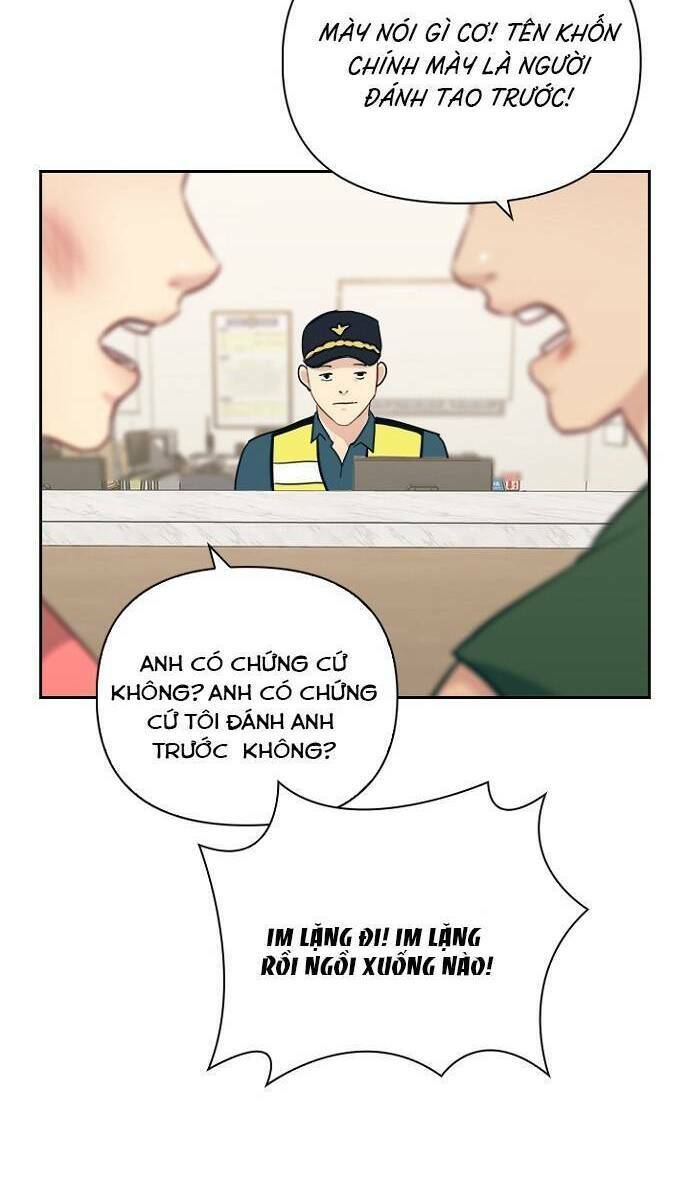 MÀY NÓI GÌ CƠ! TÊN KHỐN
CHÍNH MÀY LÀ NGƯỜI
ĐÁNH TAO TRƯỚC!
ANH CÓ CHỨNG CỨ
KHÔNG? ANH CÓ CHỨNG
CỨ TÔI ĐÁNH ANH
TRƯỚC KHÔNG?
IM LẶNG ĐI! IM LẶNG
RỒI NGỒI XUỐNG NÀO!